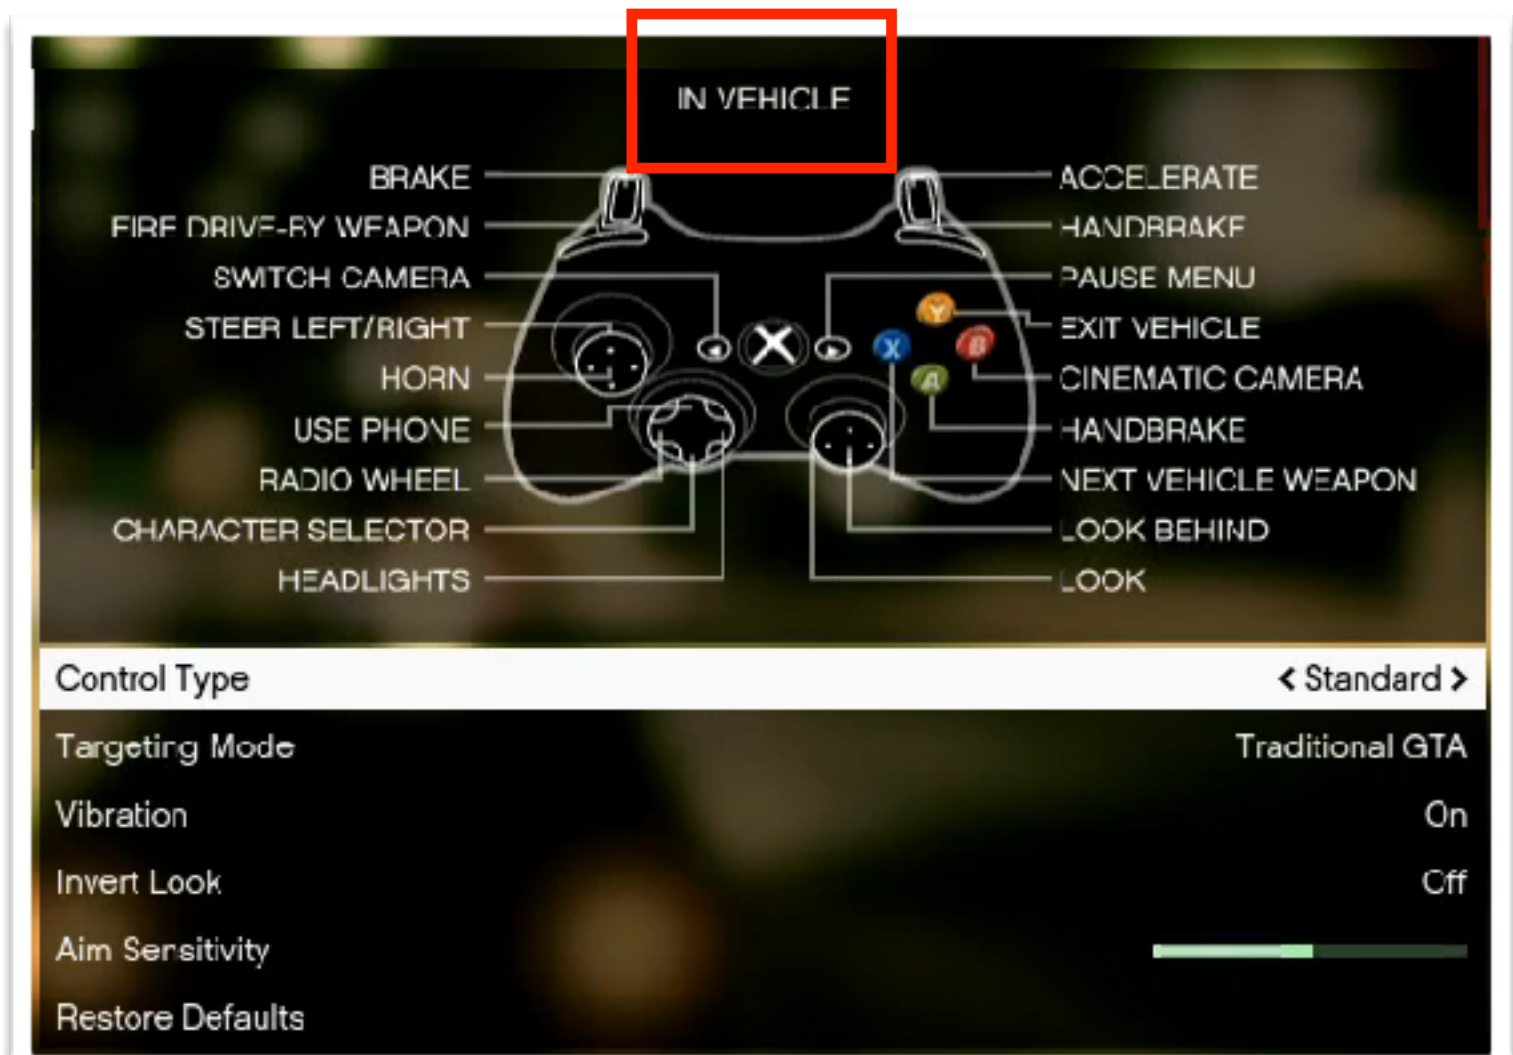 IN VEHICLE
BRAKE
ACCELERATE
FIRE DRIVE-BY WEAPON
HANDBRAKE
SWITCH CAMERA
PAUSE MENU
STEER LEFT/RIGHT
EXIT VEHICLE
HORN
CINEMATIC CAMERA
USE PHONE
HANDBRAKE
RADIO WHEEL
NEXT VEHICLE WEAPON
CHARACTER SELECTOR
LOOK BEHIND
HEADLIGHTS
LOOK
Y
X
B
A
Control Type < Standard >
Targeting Mode Traditional GTA
Vibration On
Invert Look Off
Aim Sensitivity
Restore Defaults